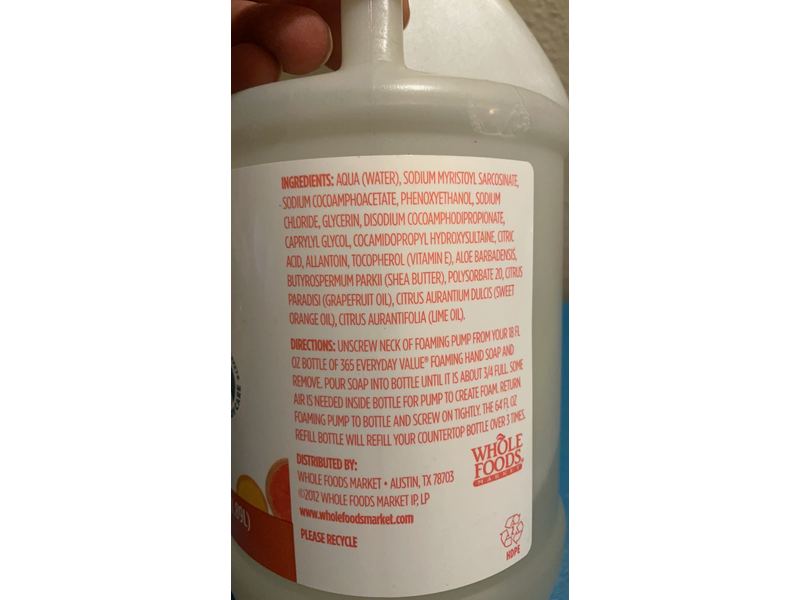 INGREDIENTS: AQUA (WATER), SODIUM MYRISTOYL SARCOSINATE,
SODIUM COCOAMPHOACETATE, PHENOXYETHANOL, SODIUM
CHLORIDE, GLYCERIN, DISODIUM COCOAMPHODIPROPIONATE,
CAPRYLYL GLYCOL, COCAMIDOPROPYL HYDROXYSULTAINE, CITRIC
ACID, ALLANTOIN, TOCOPHEROL (VITAMIN E), ALOE BARBADENSIS,
BUTYROSPERMUM PARKII (SHEA BUTTER), POLYSORBATE 20, CITRUS
PARADISI (GRAPEFRUIT OIL), CITRUS AURANTIUM DULCIS (SWEET
ORANGE OIL), CITRUS AURANTIFOLIA (LIME OIL).
DIRECTIONS: UNSCREW NECK OF FOAMING PUMP FROM YOUR 18 FL
OZ BOTTLE OF 365 EVERYDAY VALUE® FOAMING HAND SOAP AND
REMOVE. POUR SOAP INTO BOTTLE UNTIL IT IS ABOUT 3/4 FULL. SOME
AIR IS NEEDED INSIDE BOTTLE FOR PUMP TO CREATE FOAM. RETURN
FOAMING PUMP TO BOTTLE AND SCREW ON TIGHTLY. THE 64 FL OZ
REFILL BOTTLE WILL REFILL YOUR COUNTERTOP BOTTLE OVER 3 TIMES.
DISTRIBUTED BY:
WHOLE FOODS MARKET • AUSTIN, TX 78703
©2012 WHOLE FOODS MARKET IP, LP
www.wholefoodsmarket.com
PLEASE RECYCLE
WHOLE
FOODS®
MARKET
2
HDPE
CARE
.89L)